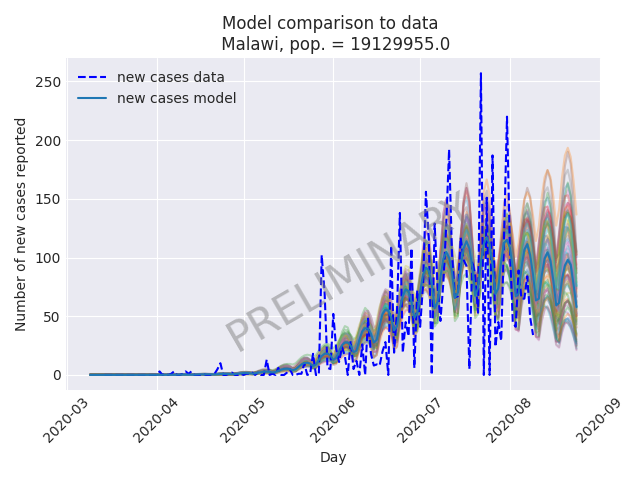 Model comparison to data
Malawi, pop. = 19129955.0
new cases data
new cases model
Number of new cases reported
250
200
150
100
50
0
PRELIMINARY
2020-03
2020-04
2020-05
2020-06
2020-07
2020-08
2020-09
Day